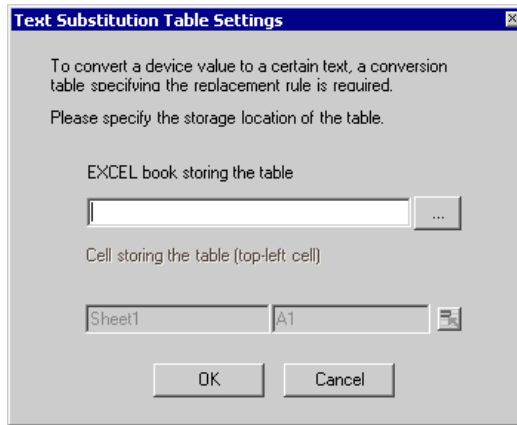 Text Substitution Table Settings
To convert a device value to a certain text, a conversion
table specifying the replacement rule is required.
Please specify the storage location of the table.
EXCEL book storing the table
...
Cell storing the table (top-left cell)
Sheet1 A1
OK Cancel